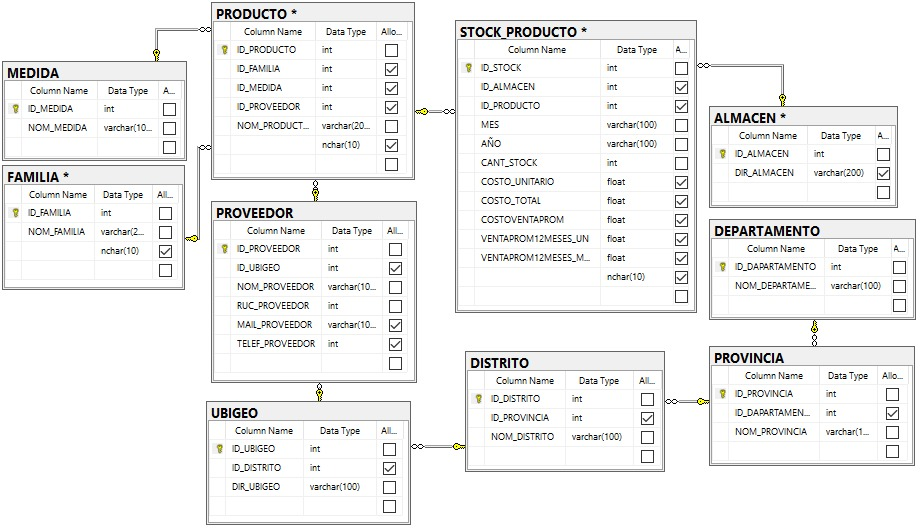 PRODUCTO *
Column Name Data Type Allo...
ID_PRODUCTO int
ID_FAMILIA int
ID_MEDIDA int
ID_PROVEEDOR int
NOM_PRODUCT... varchar(20...
nchar(10)
STOCK_PRODUCTO *
Column Name Data Type A...
ID_STOCK int
ID_ALMACEN int
ID_PRODUCTO int
MES varchar(100)
AÑO varchar(100)
CANT_STOCK int
COSTO_UNITARIO float
COSTO_TOTAL float
COSTOVENTAPROM float
VENTAPROM12MESES_UN float
VENTAPROM12MESES_M... float
nchar(10)
MEDIDA
Column Name Data Type A...
ID_MEDIDA int
NOM_MEDIDA varchar(10...
ALMACEN *
Column Name Data Type A...
ID_ALMACEN int
DIR_ALMACEN varchar(200)
FAMILIA *
Column Name Data Type All...
ID_FAMILIA int
NOM_FAMILIA varchar(2...
nchar(10)
PROVEEDOR
Column Name Data Type Allo...
ID_PROVEEDOR int
ID_UBIGEO int
NOM_PROVEEDOR varchar(10...
RUC_PROVEEDOR int
MAIL_PROVEEDOR varchar(10...
TELEF_PROVEEDOR int
DEPARTAMENTO
Column Name Data Type A...
ID_DAPARTAMENTO int
NOM_DEPARTAME... varchar(100)
DISTRITO
Column Name Data Type All...
ID_DISTRITO int
ID_PROVINCIA int
NOM_DISTRITO varchar(100)
PROVINCIA
Column Name Data Type Allo...
ID_PROVINCIA int
ID_DAPARTAMEN... int
NOM_PROVINCIA varchar(1...
UBIGEO
Column Name Data Type All...
ID_UBIGEO int
ID_DISTRITO int
DIR_UBIGEO varchar(100)